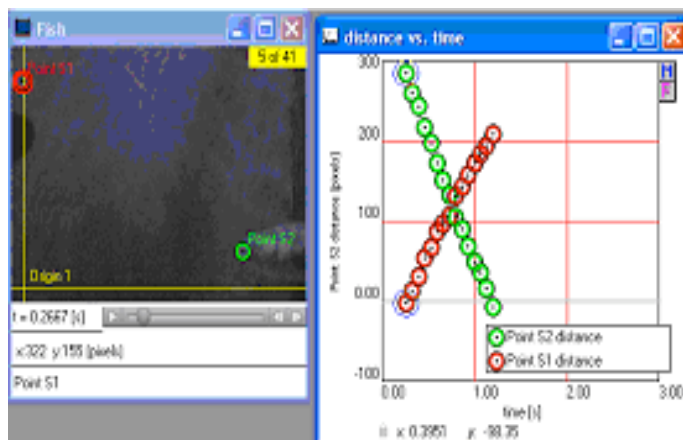 Fish
5 of 41
Point S1
Point S2
Origin 1
t = 0.2667 [s]
x:322 y:155 [pixels]
Point S1
distance vs. time
M
F
300
200
100
0.00
-100
Point, S2 distance [pixels]
Point S2 distance
Point S1 distance
0.00 1.00 2.00 3.00
time [s]
x: 0.3951 y: -98.35